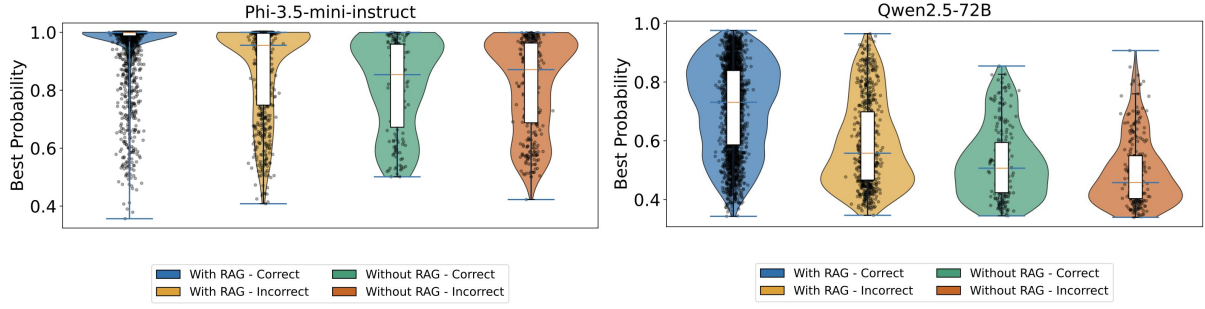 Phi-3.5-mini-instruct
Best Probability
1.0
0.8
0.6
0.4
With RAG - Correct
Without RAG - Correct
With RAG - Incorrect
Without RAG - Incorrect
Qwen2.5-72B
Best Probability
1.0
0.8
0.6
0.4
With RAG - Correct
Without RAG - Correct
With RAG - Incorrect
Without RAG - Incorrect